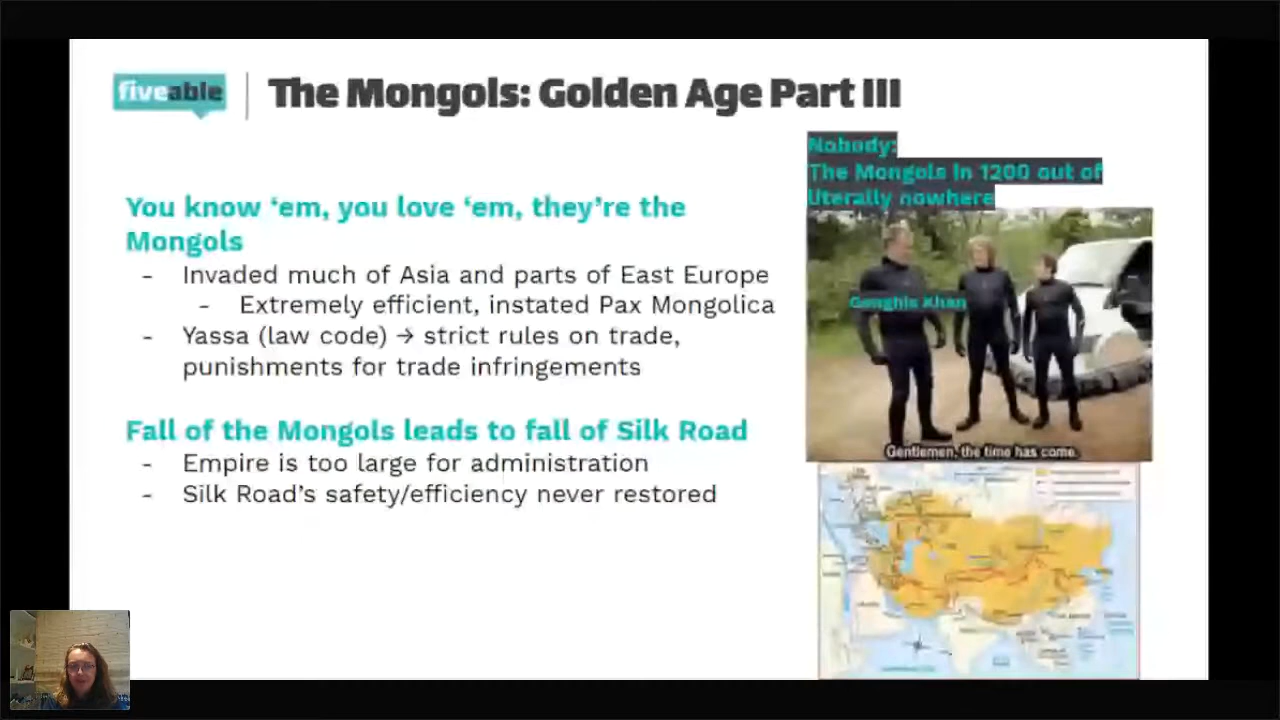 fiveable
The Mongols: Golden Age Part III
You know ‘em, you love ‘em, they’re the
Mongols
- Invaded much of Asia and parts of East Europe
- Extremely efficient, instated Pax Mongolica
- Yassa (law code) → strict rules on trade,
punishments for trade infringements
Fall of the Mongols leads to fall of Silk Road
- Empire is too large for administration
- Silk Road’s safety/efficiency never restored
Nobody:
The Mongols in 1200 out of
literally nowhere
Genghis Khan
Gentlemen, the time has come.